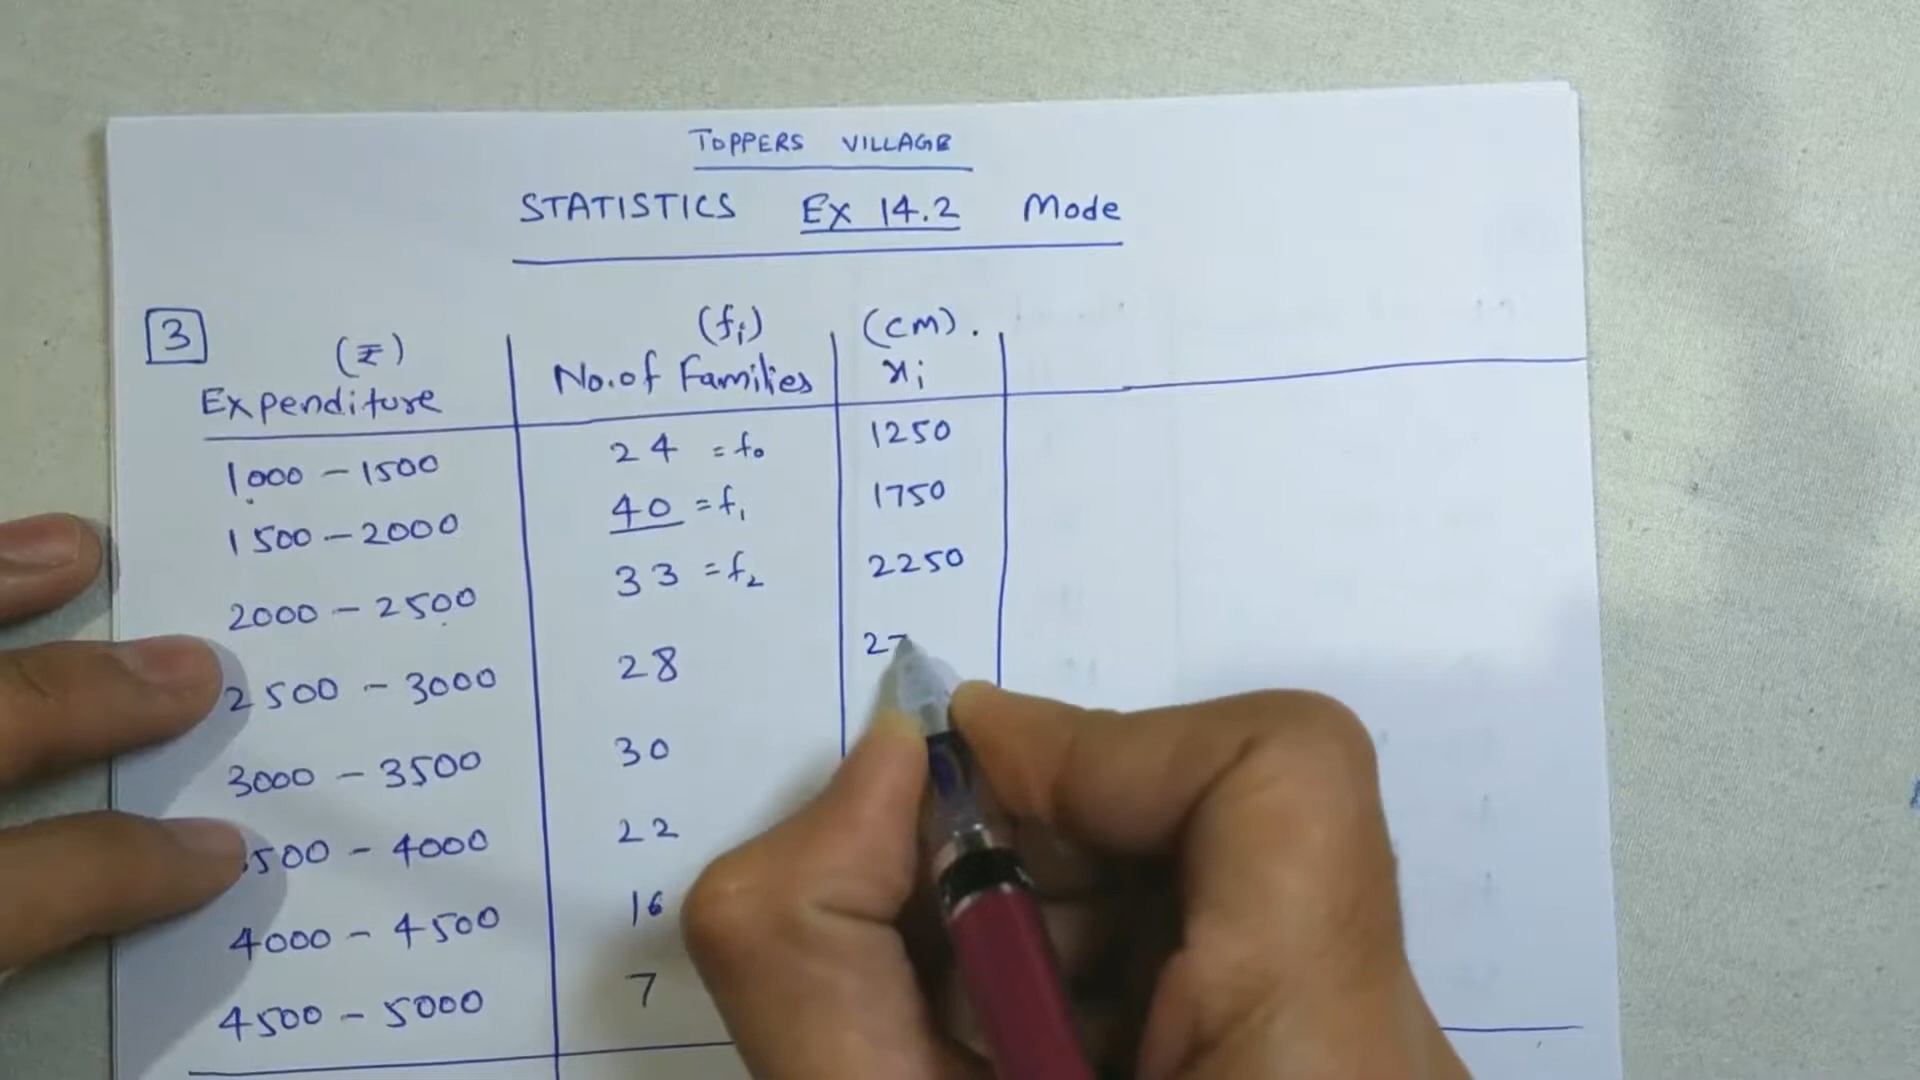 TOPPERS VILLAGE
STATISTICS Ex 14.2 Mode
3
(₹) (fi) (cm).
Expenditure No.of Families xi
1000 - 1500 24 = f0 1250
1500 - 2000 40 = f1 1750
2000 - 2500 33 = f2 2250
2500 - 3000 28 27
3000 - 3500 30
500 - 4000 22
4000 - 4500 16
4500 - 5000 7